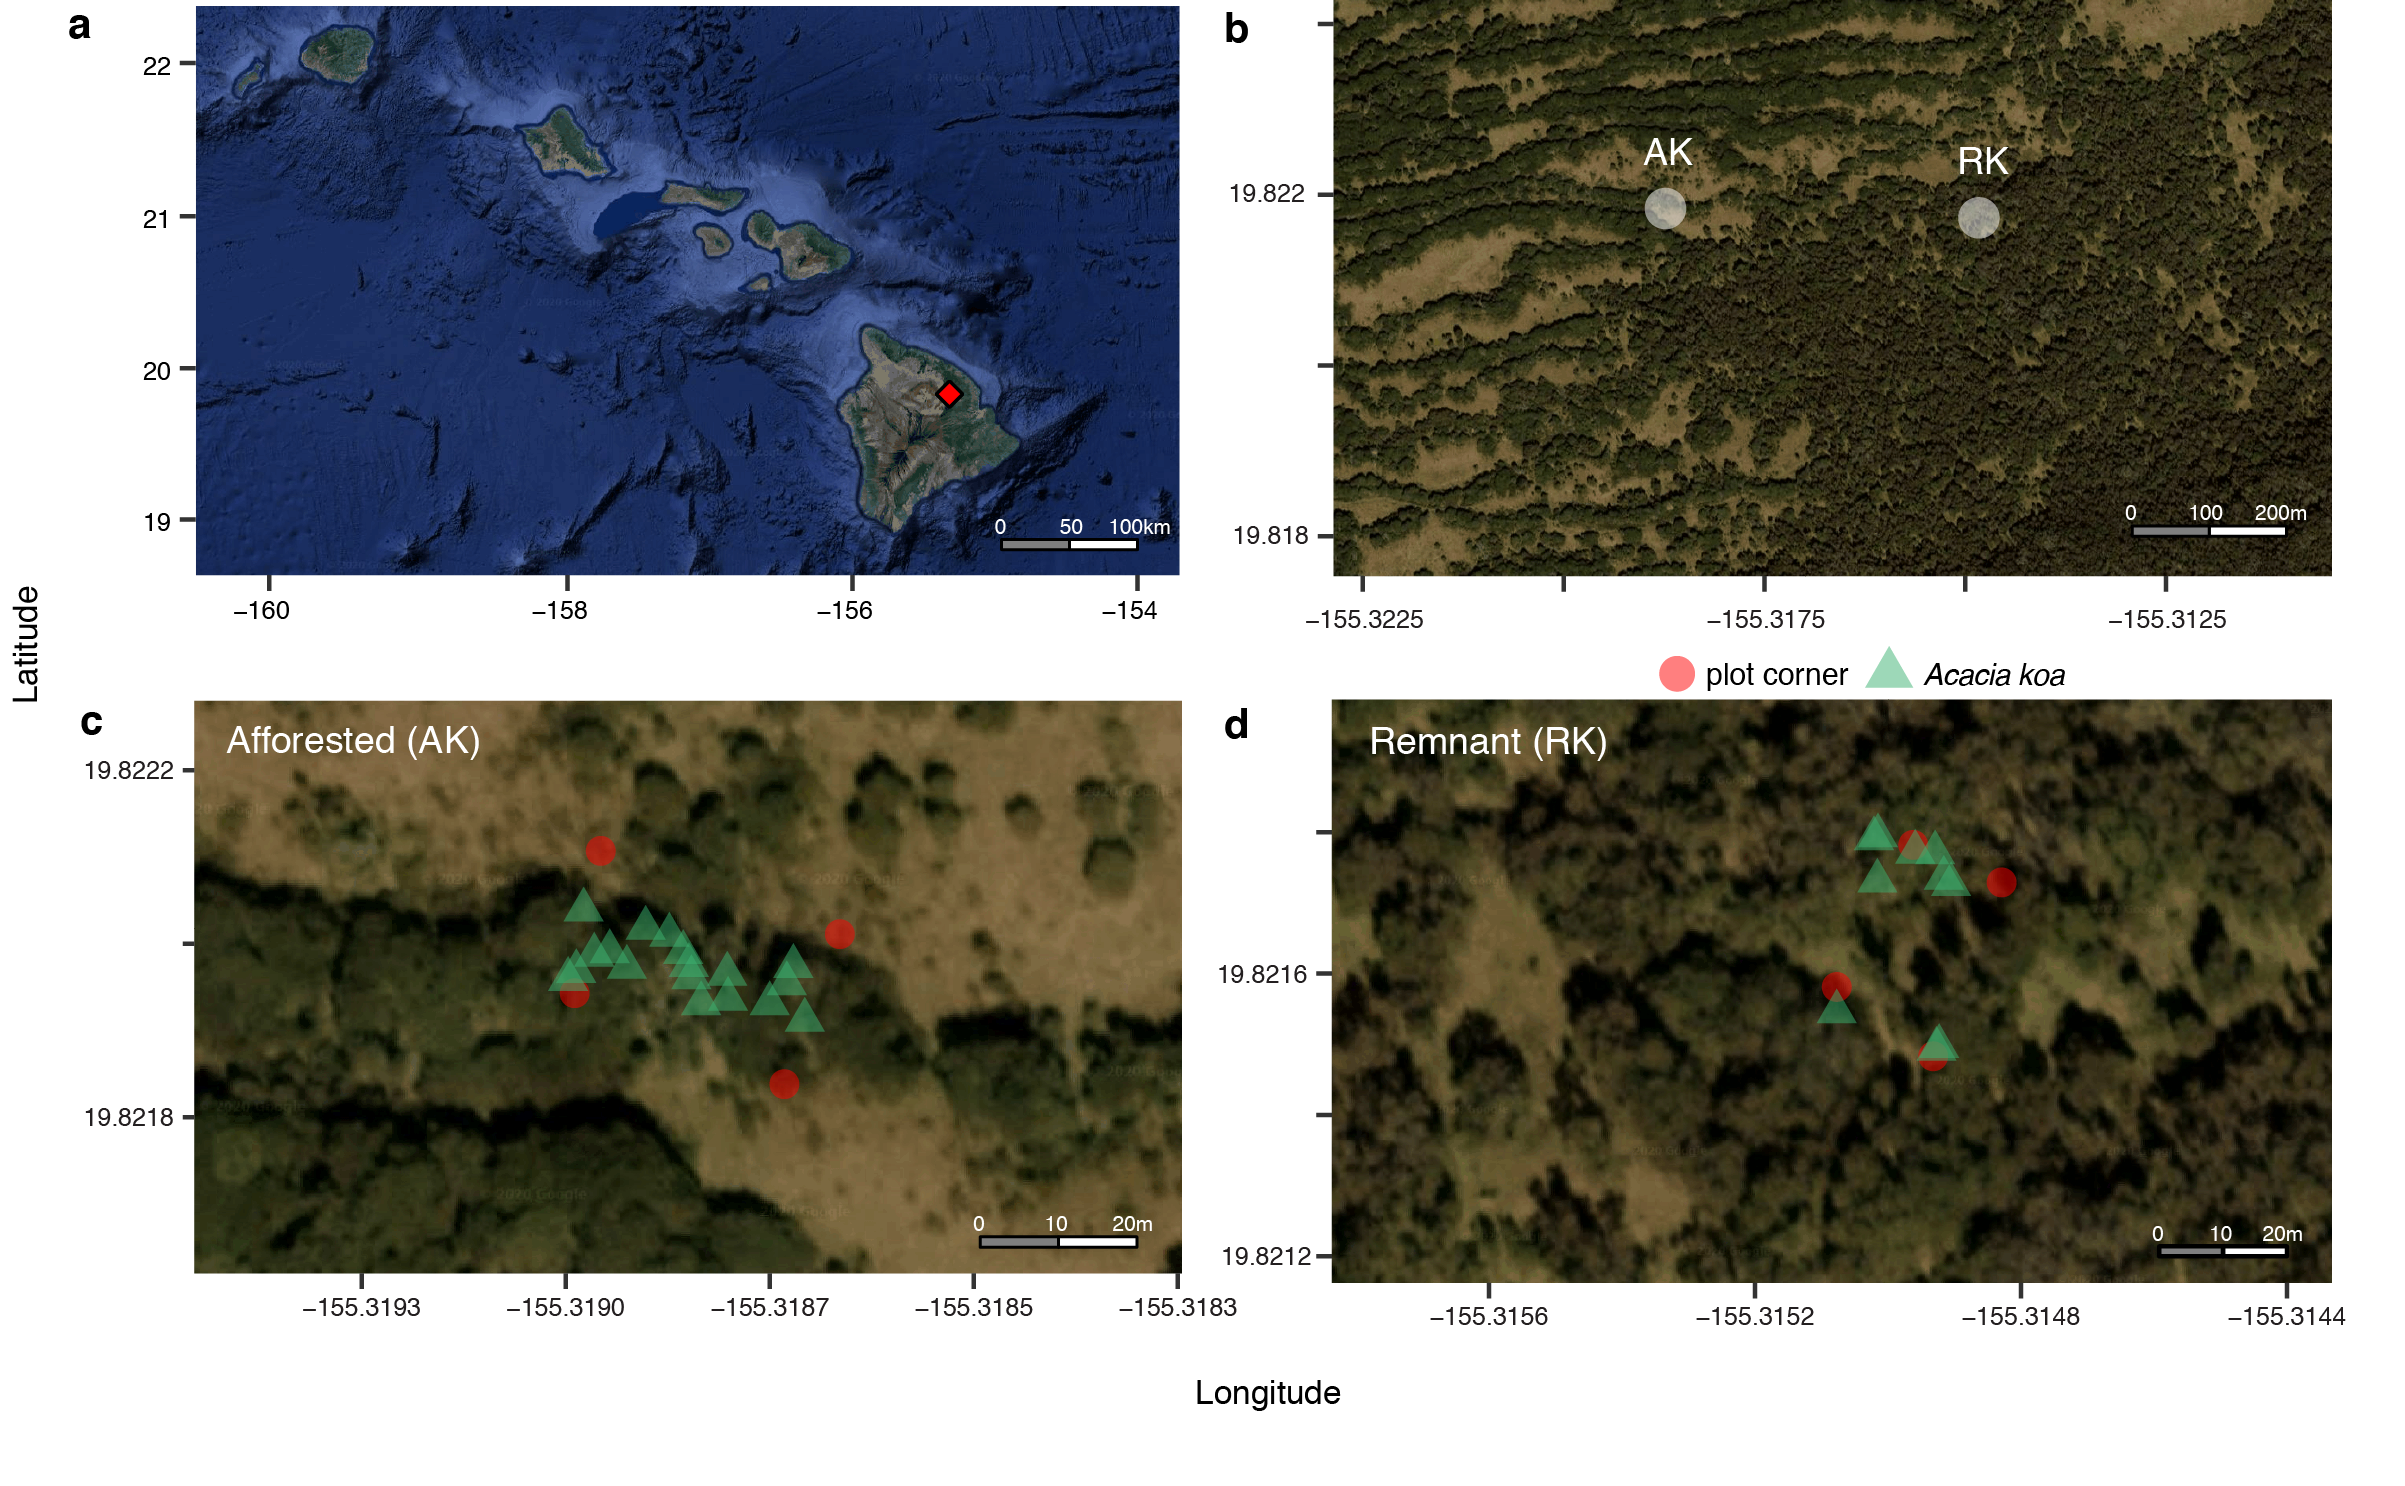 a
22
21
20
19
0 50 100km
−160 −158 −156 −154
b
AK
RK
19.822
19.818
0 100 200m
−155.3225 −155.3175 −155.3125
Latitude
plot corner Acacia koa
c
Afforested (AK)
19.8222
19.8218
0 10 20m
−155.3193 −155.3190 −155.3187 −155.3185 −155.3183
d
Remnant (RK)
19.8216
19.8212
0 10 20m
−155.3156 −155.3152 −155.3148 −155.3144
Longitude